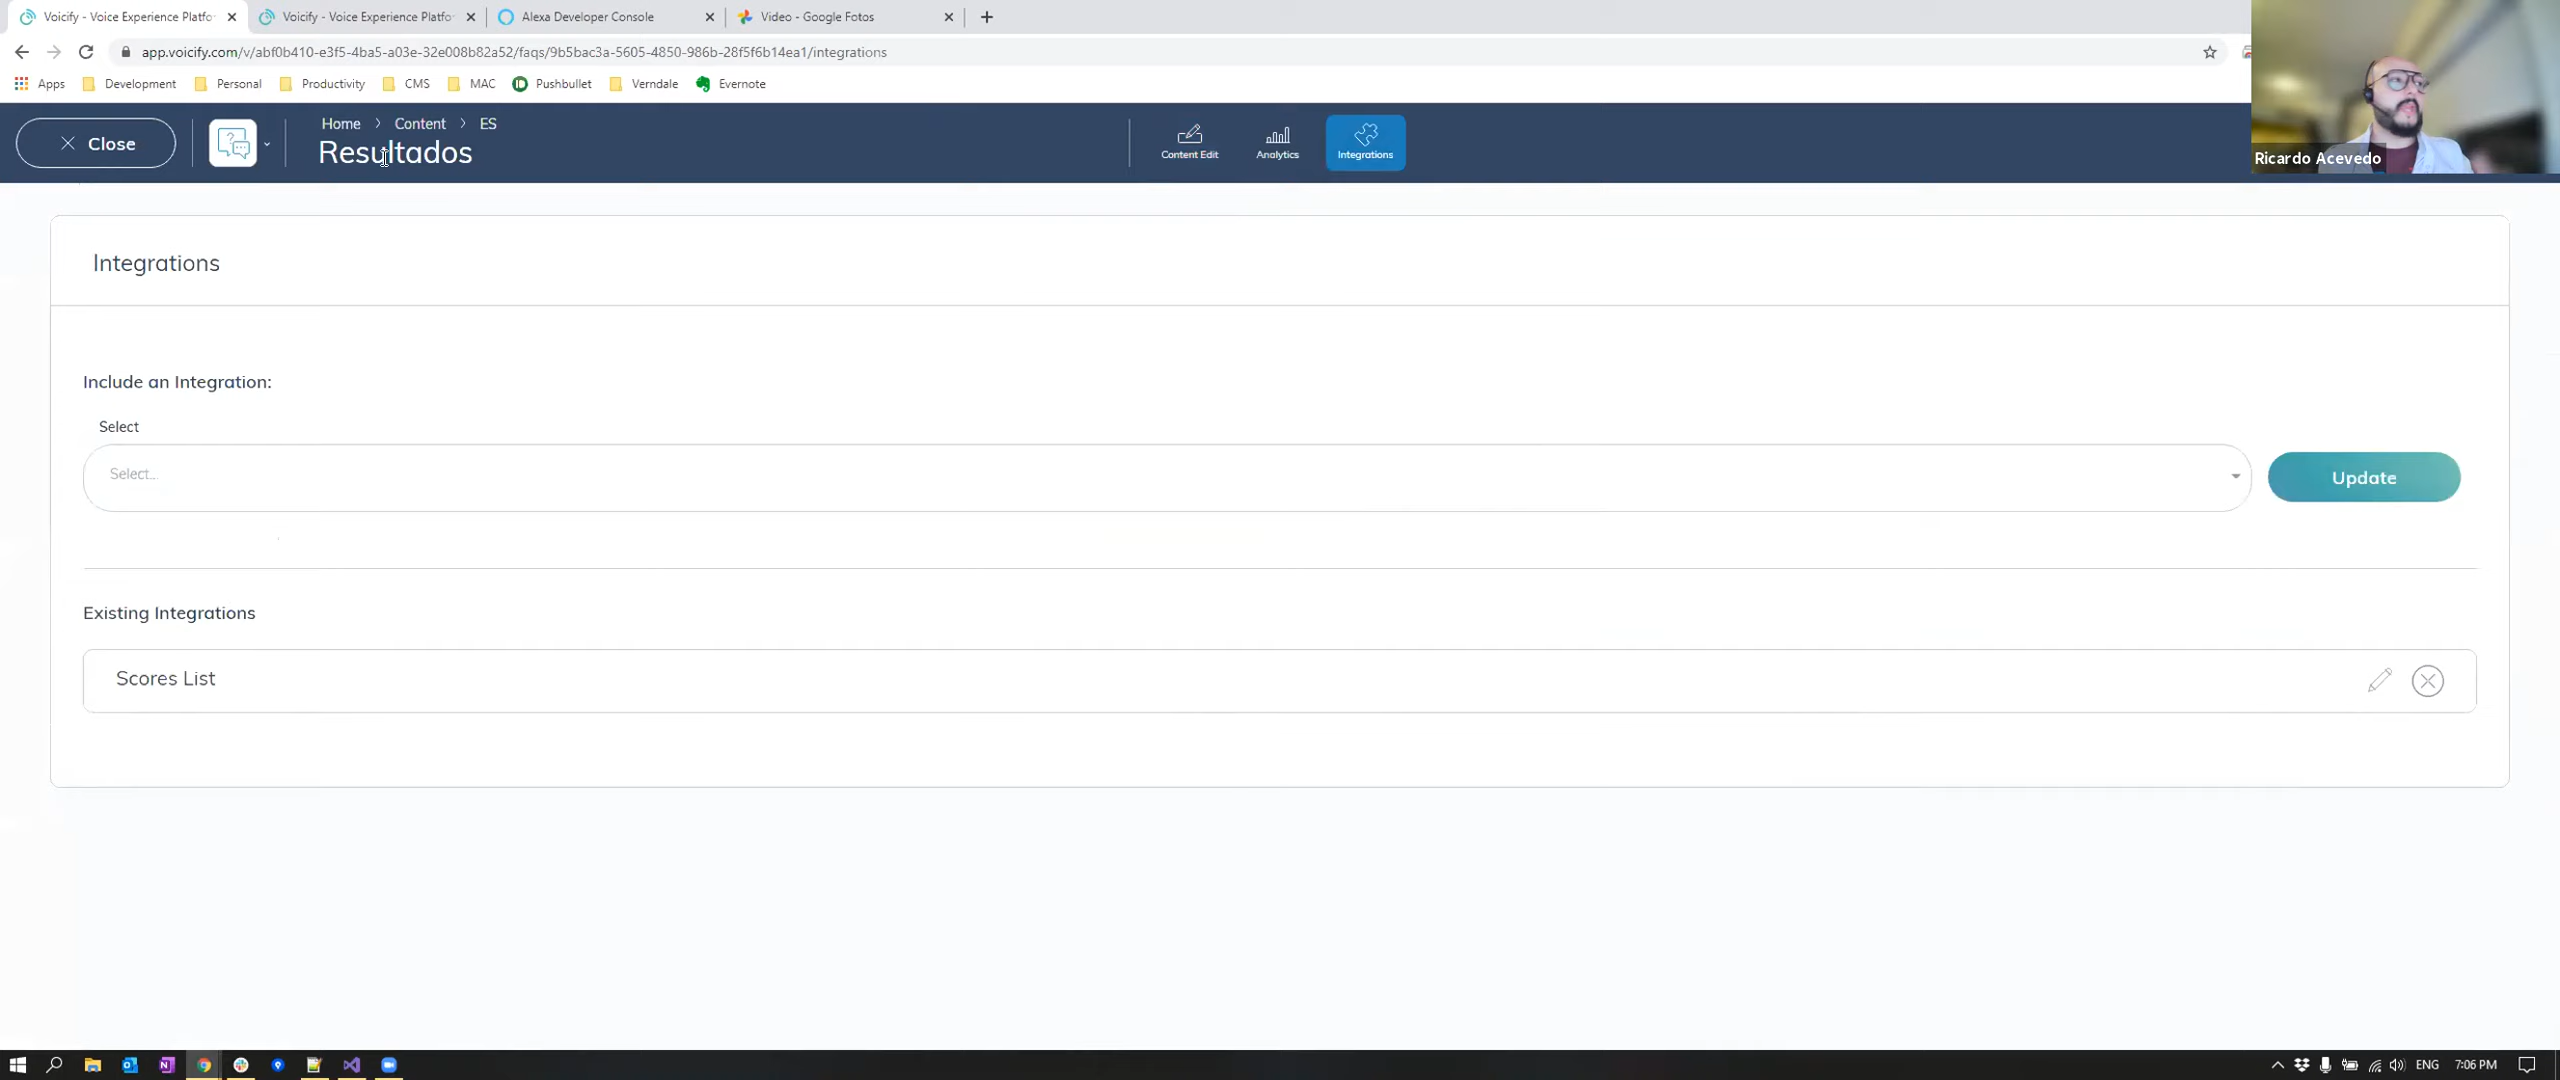 Voicify - Voice Experience Platfo
Voicify - Voice Experience Platfo
Alexa Developer Console
Video - Google Fotos
app.voicify.com/v/abf0b410-e3f5-4ba5-a03e-32e008b82a52/faqs/9b5bac3a-5605-4850-986b-28f5f6b14ea1/integrations
Apps Development Personal Productivity CMS MAC Pushbullet Verndale Evernote
Close
Home > Content > ES
Resultados
Content Edit
Analytics
Integrations
Ricardo Acevedo
Integrations
Include an Integration:
Select
Select...
Update
Existing Integrations
Scores List
ENG 7:06 PM